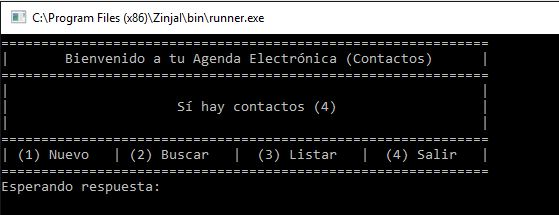 C:\Program Files (x86)\Zinjal\bin\runner.exe
============================================================
|       Bienvenido a tu Agenda Electrónica (Contactos)      |
============================================================
|                                                           |
|                     Sí hay contactos (4)                  |
|                                                           |
============================================================
| (1) Nuevo   | (2) Buscar   |  (3) Listar   |  (4) Salir   |
============================================================
Esperando respuesta: